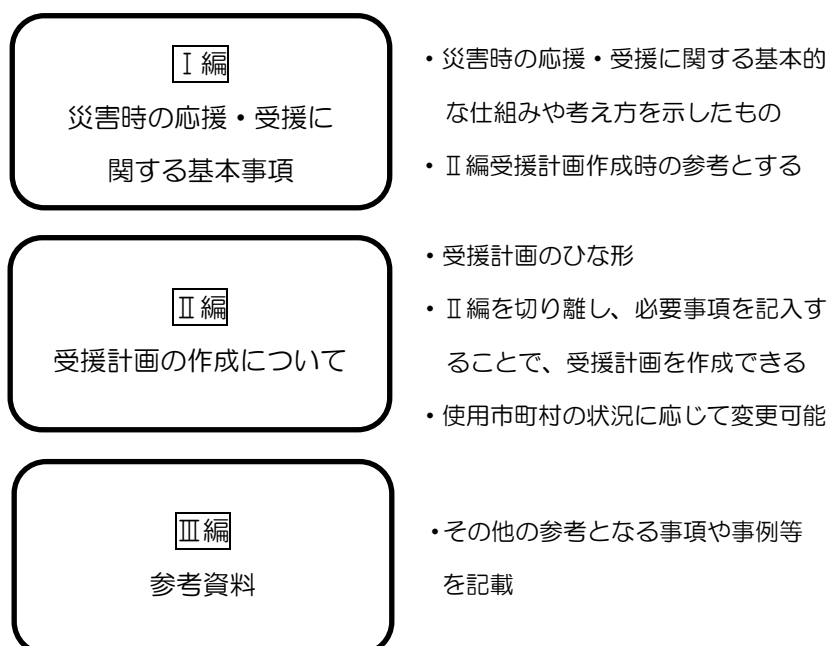 Ⅰ編
災害時の応援・受援に
関する基本事項
・災害時の応援・受援に関する基本的
な仕組みや考え方を示したもの
・Ⅱ編受援計画作成時の参考とする
Ⅱ編
受援計画の作成について
・受援計画のひな形
・Ⅱ編を切り離し、必要事項を記入す
ることで、受援計画を作成できる
・使用市町村の状況に応じて変更可能
Ⅲ編
参考資料
・その他の参考となる事項や事例等
を記載